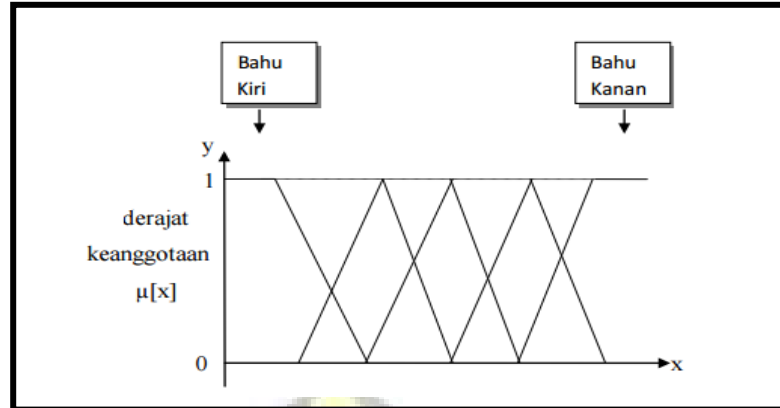 Bahu
Kiri
Bahu
Kanan
y
1
derajat
keanggotaan
μ[x]
0
x